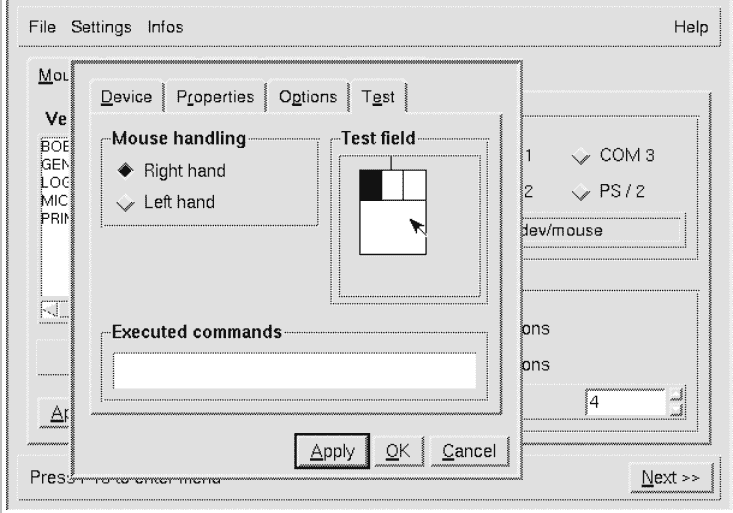 File Settings Infos Help
Device Properties Options Test
Mouse handling
Right hand
Left hand
Test field
1 COM 3
2 PS / 2
dev/mouse
Executed commands
ons
ons
4
Apply OK Cancel
Next >>